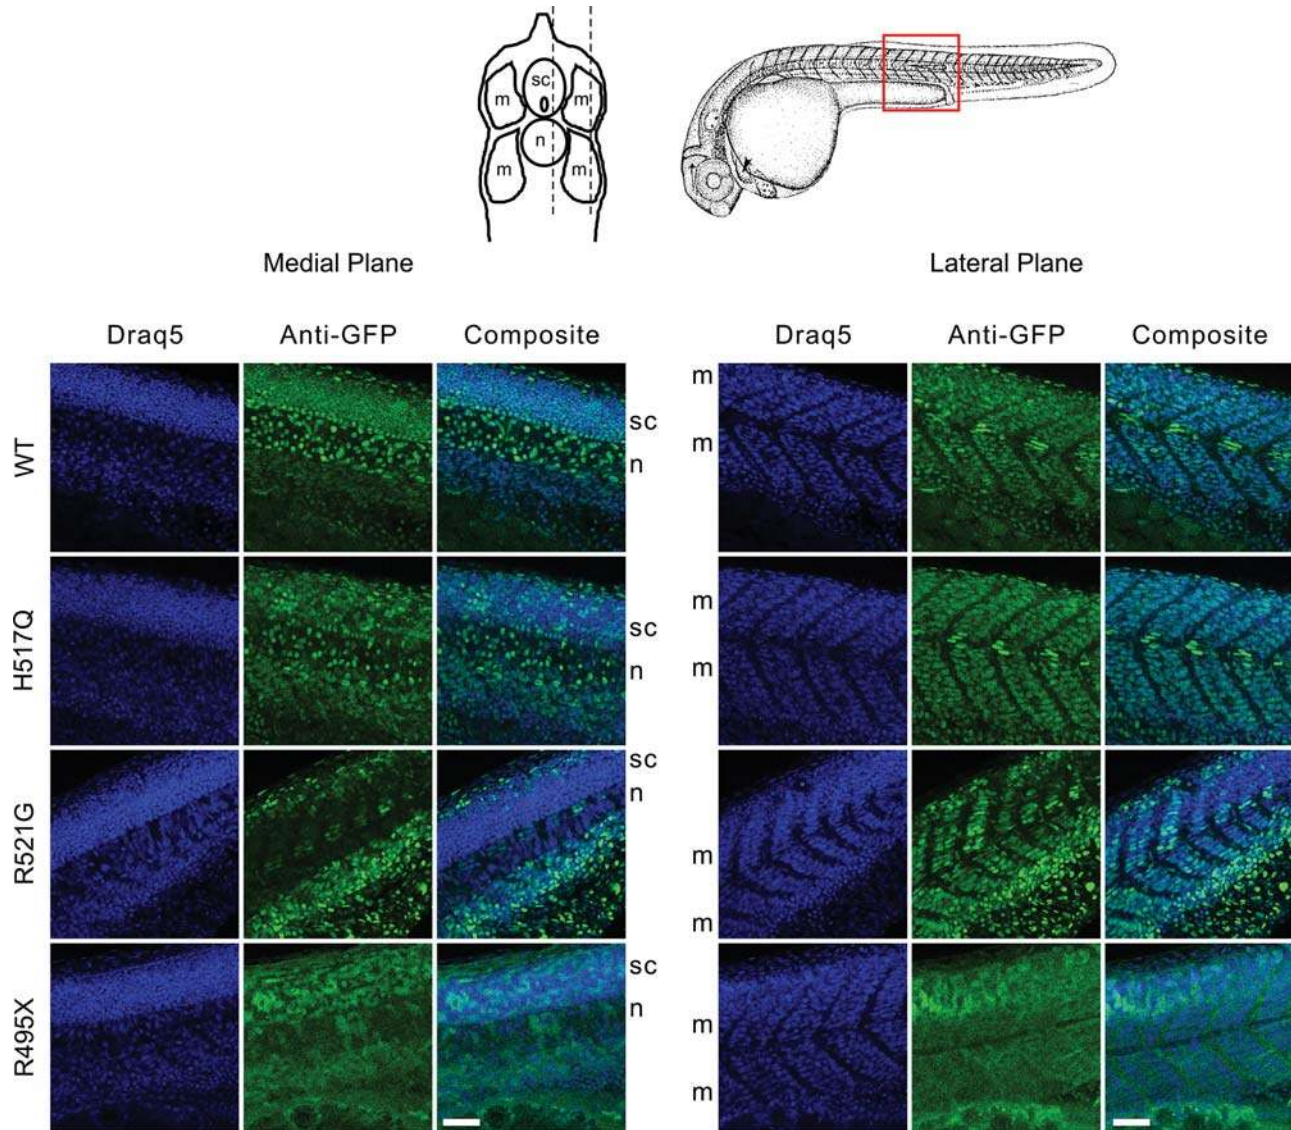 sc
m m
n
m m
Medial Plane Lateral Plane
Draq5 Anti-GFP Composite Draq5 Anti-GFP Composite
WT
sc
n
m
m
H517Q
sc
n
m
m
R521G
sc
n
m
m
R495X
sc
n
m
m